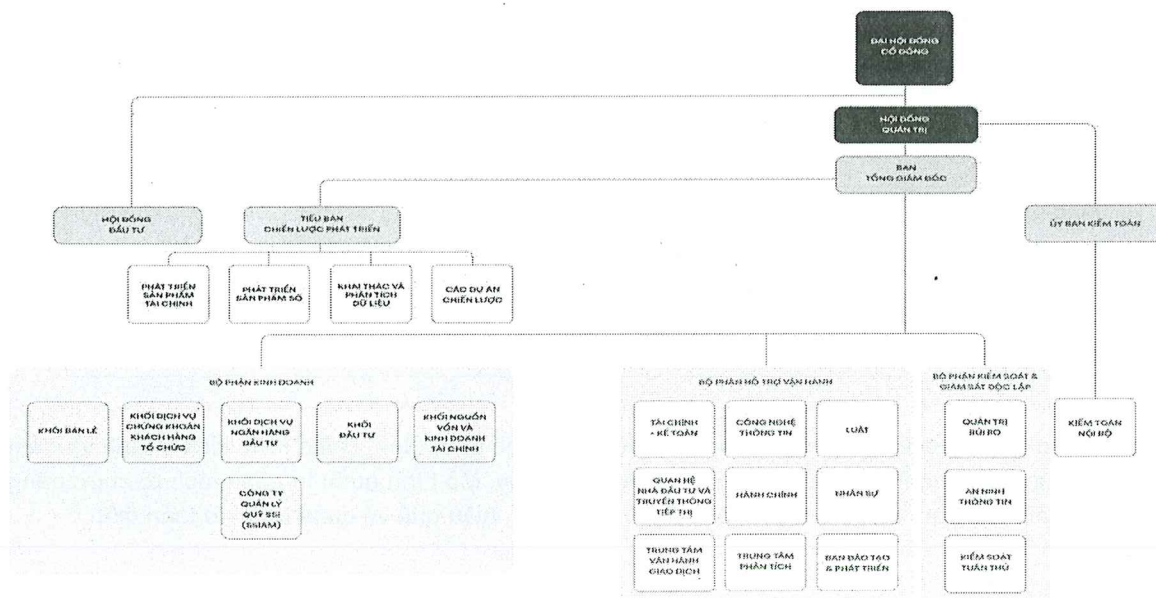 ĐẠI HỘI ĐỒNG
CỔ ĐÔNG
HỘI ĐỒNG
QUẢN TRỊ
BAN
TỔNG GIÁM ĐỐC
HỘI ĐỒNG
ĐẦU TƯ
TIỂU BAN
CHIẾN LƯỢC PHÁT TRIỂN
ỦY BAN KIỂM TOÁN
PHÁT TRIỂN
SẢN PHẨM
TÀI CHÍNH
PHÁT TRIỂN
SẢN PHẨM SỐ
KHAI THÁC VÀ
PHÂN TÍCH
DỮ LIỆU
CÁC DỰ ÁN
CHIẾN LƯỢC
BỘ PHẬN KINH DOANH
KHỐI BÁN LẺ
KHỐI DỊCH VỤ
CHỨNG KHOÁN
KHÁCH HÀNG
TỔ CHỨC
KHỐI DỊCH VỤ
NGÂN HÀNG
ĐẦU TƯ
KHỐI
ĐẦU TƯ
KHỐI NGUỒN
VỐN VÀ
KINH DOANH
TÀI CHÍNH
CÔNG TY
QUẢN LÝ
QUỸ SSI
(SSIAM)
BỘ PHẬN HỖ TRỢ VẬN HÀNH
TÀI CHÍNH
- KẾ TOÁN
CÔNG NGHỆ
THÔNG TIN
LUẬT
QUAN HỆ
NHÀ ĐẦU TƯ VÀ
TRUYỀN THÔNG
TIẾP THỊ
HÀNH CHÍNH
NHÂN SỰ
TRUNG TÂM
VẬN HÀNH
GIAO DỊCH
TRUNG TÂM
PHÂN TÍCH
BAN ĐÀO TẠO
& PHÁT TRIỂN
BỘ PHẬN KIỂM SOÁT &
GIÁM SÁT ĐỘC LẬP
QUẢN TRỊ
RỦI RO
AN NINH
THÔNG TIN
KIỂM SOÁT
TUÂN THỦ
KIỂM TOÁN
NỘI BỘ